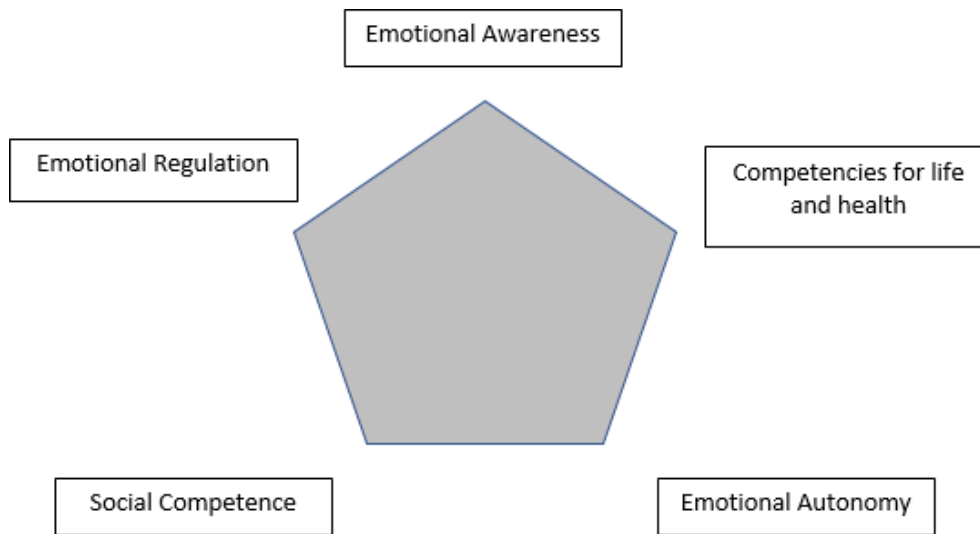 Emotional Awareness
Emotional Regulation
Competencies for life
and health
Social Competence
Emotional Autonomy